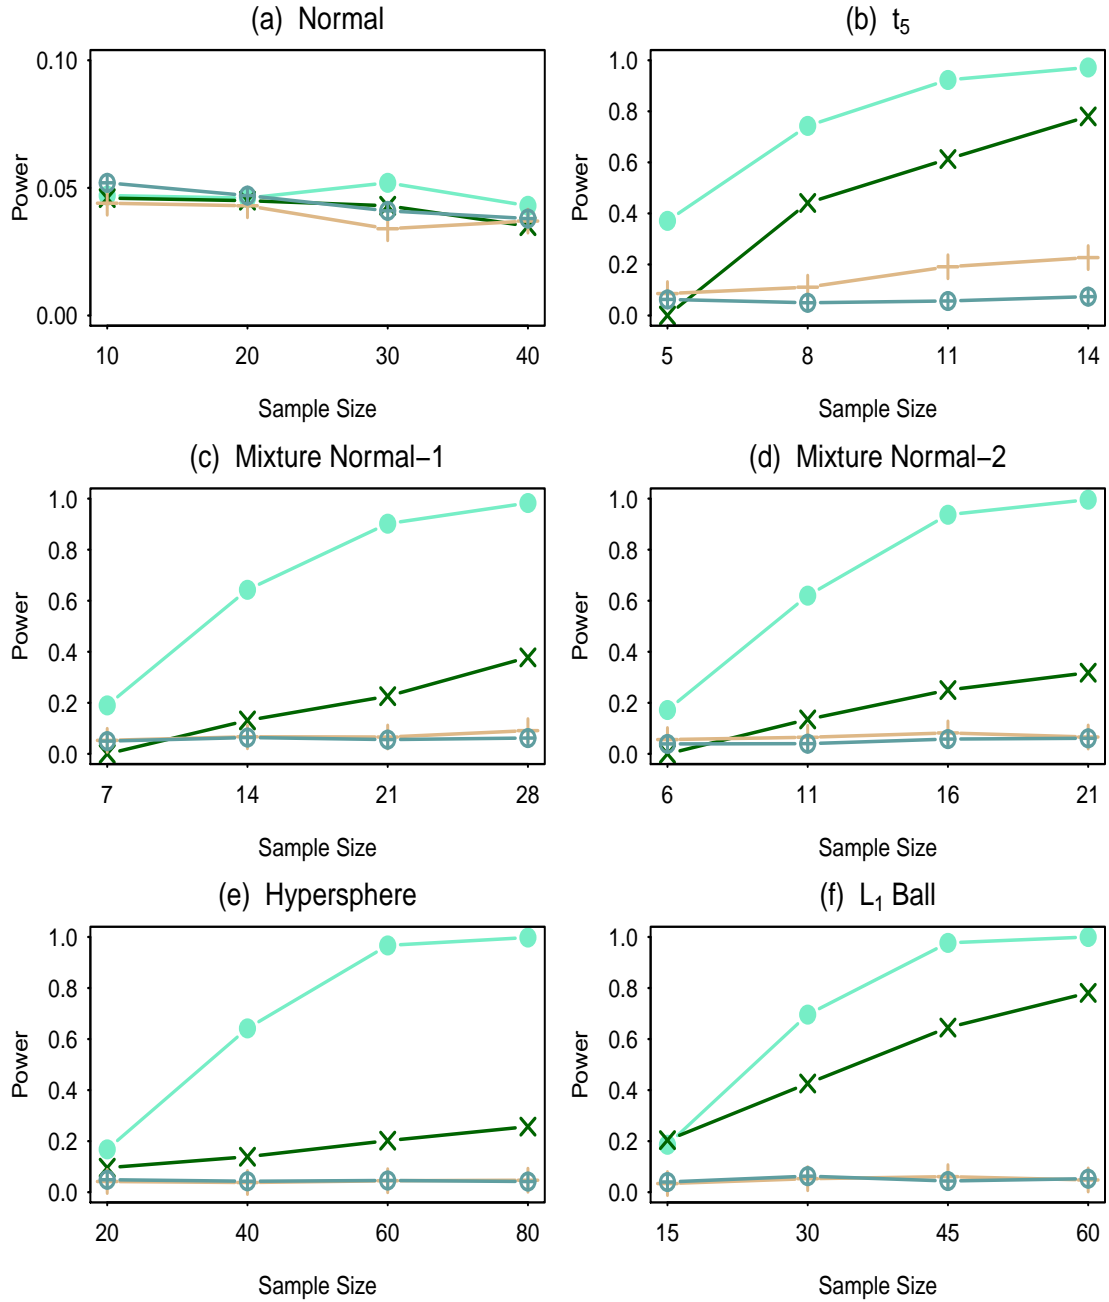 (a) Normal
Power
0.10
0.05
0.00
10 20 30 40
Sample Size
(b) t₅
Power
1.0
0.8
0.6
0.4
0.2
0.0
5 8 11 14
Sample Size
(c) Mixture Normal−1
Power
1.0
0.8
0.6
0.4
0.2
0.0
7 14 21 28
Sample Size
(d) Mixture Normal−2
Power
1.0
0.8
0.6
0.4
0.2
0.0
6 11 16 21
Sample Size
(e) Hypersphere
Power
1.0
0.8
0.6
0.4
0.2
0.0
20 40 60 80
Sample Size
(f) L₁ Ball
Power
1.0
0.8
0.6
0.4
0.2
0.0
15 30 45 60
Sample Size